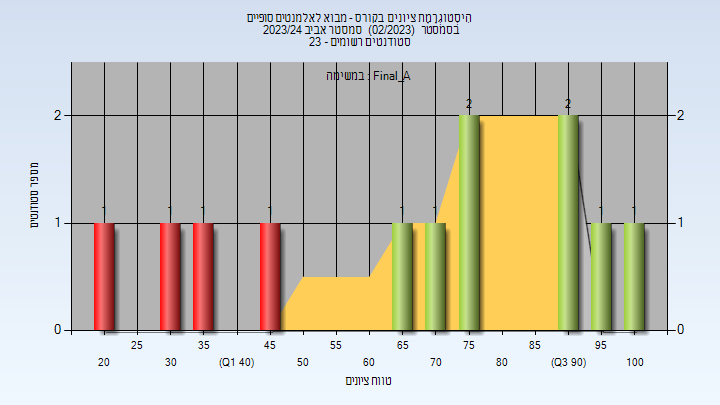 היסטוגרמת ציונים בקורס - מבוא לאלמנטים סופיים
בסמסטר (02/2023) סמסטר אביב 2023/24
סטודנטים רשומים - 23
במשימה : Final_A
2 2
2 2
מספר סטודנטים
1 1 1 1 1 1 1 1
1 1
0 0
25 35 45 55 65 75 85 95
20 30 (Q1 40) 50 60 70 80 (Q3 90) 100
טווח ציונים